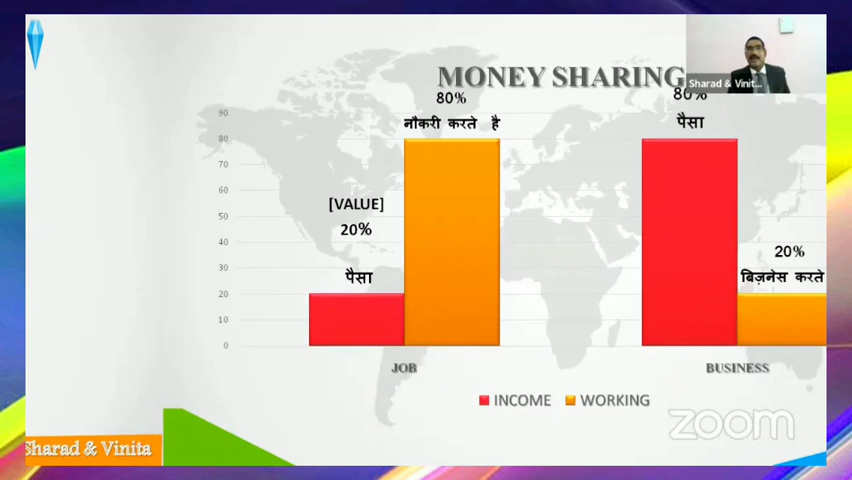 MONEY SHARING
Sharad & Vinit...
80%
नौकरी करते है
80%
पैसा
[VALUE]
20%
पैसा
20%
बिज़नेस करते
90
80
70
60
50
40
30
20
10
0
JOB
BUSINESS
INCOME
WORKING
zoom
Sharad & Vinita